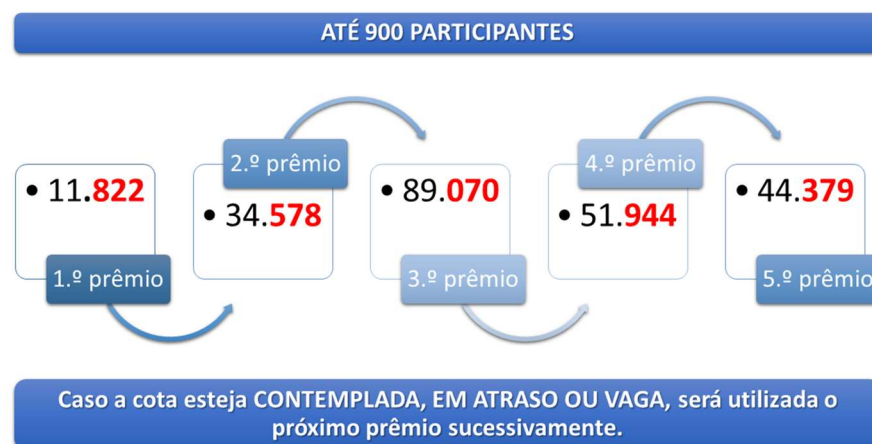 ATÉ 900 PARTICIPANTES
• 11.822
1.º prêmio
2.º prêmio
• 34.578
• 89.070
3.º prêmio
4.º prêmio
• 51.944
• 44.379
5.º prêmio
Caso a cota esteja CONTEMPLADA, EM ATRASO OU VAGA, será utilizada o
próximo prêmio sucessivamente.